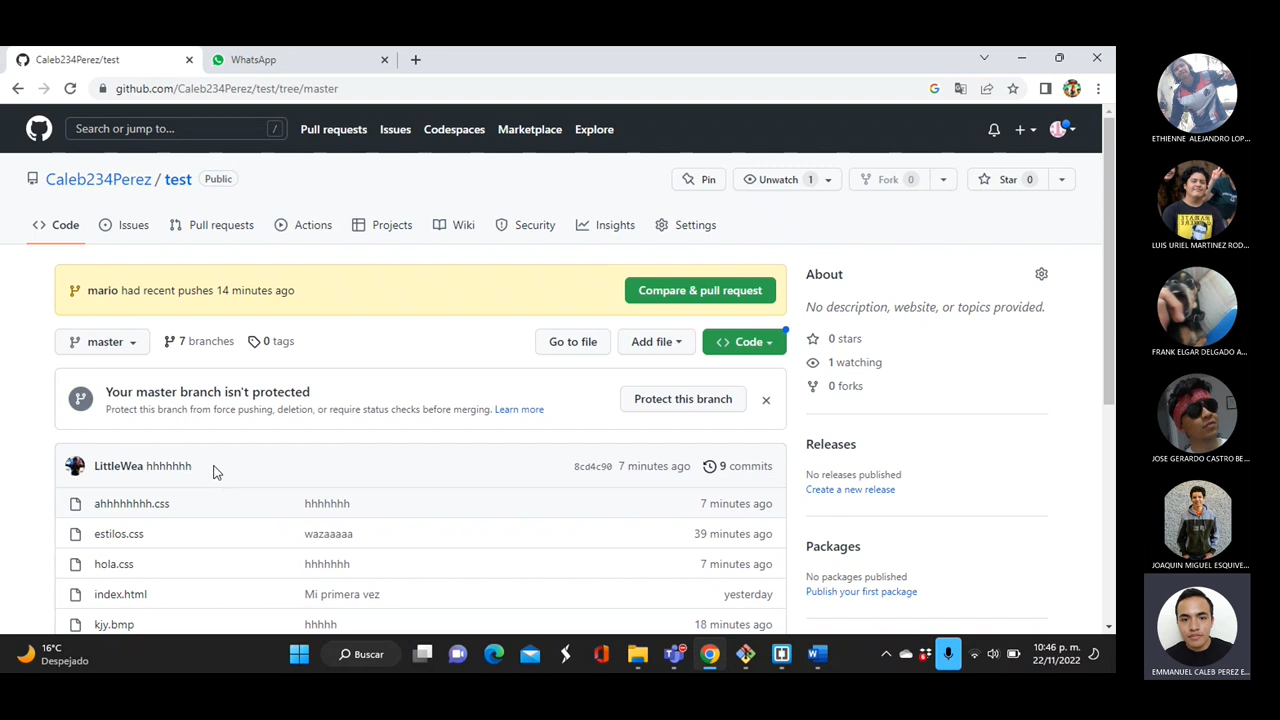 Caleb234Perez/test
WhatsApp
github.com/Caleb234Perez/test/tree/master
Search or jump to...
/
Pull requests
Issues
Codespaces
Marketplace
Explore
Caleb234Perez / test
Public
Pin
Unwatch 1
Fork 0
Star 0
Code
Issues
Pull requests
Actions
Projects
Wiki
Security
Insights
Settings
mario had recent pushes 14 minutes ago
Compare & pull request
master
7 branches
0 tags
Go to file
Add file
Code
Your master branch isn't protected
Protect this branch from force pushing, deletion, or require status checks before merging. Learn more
Protect this branch
LittleWea hhhhhhh
8cd4c90 7 minutes ago
9 commits
ahhhhhhhh.css hhhhhhh 7 minutes ago
estilos.css wazaaaaa 39 minutes ago
hola.css hhhhhhh 7 minutes ago
index.html Mi primera vez yesterday
kjy.bmp hhhhh 18 minutes ago
About
No description, website, or topics provided.
0 stars
1 watching
0 forks
Releases
No releases published
Create a new release
Packages
No packages published
Publish your first package
16°C
Despejado
Buscar
10:46 p. m.
22/11/2022
ETHIENNE ALEJANDRO LOP...
LUIS URIEL MARTINEZ ROD...
FRANK ELGAR DELGADO A...
JOSE GERARDO CASTRO BE...
JOAQUIN MIGUEL ESQUIVE...
EMMANUEL CALEB PEREZ E...